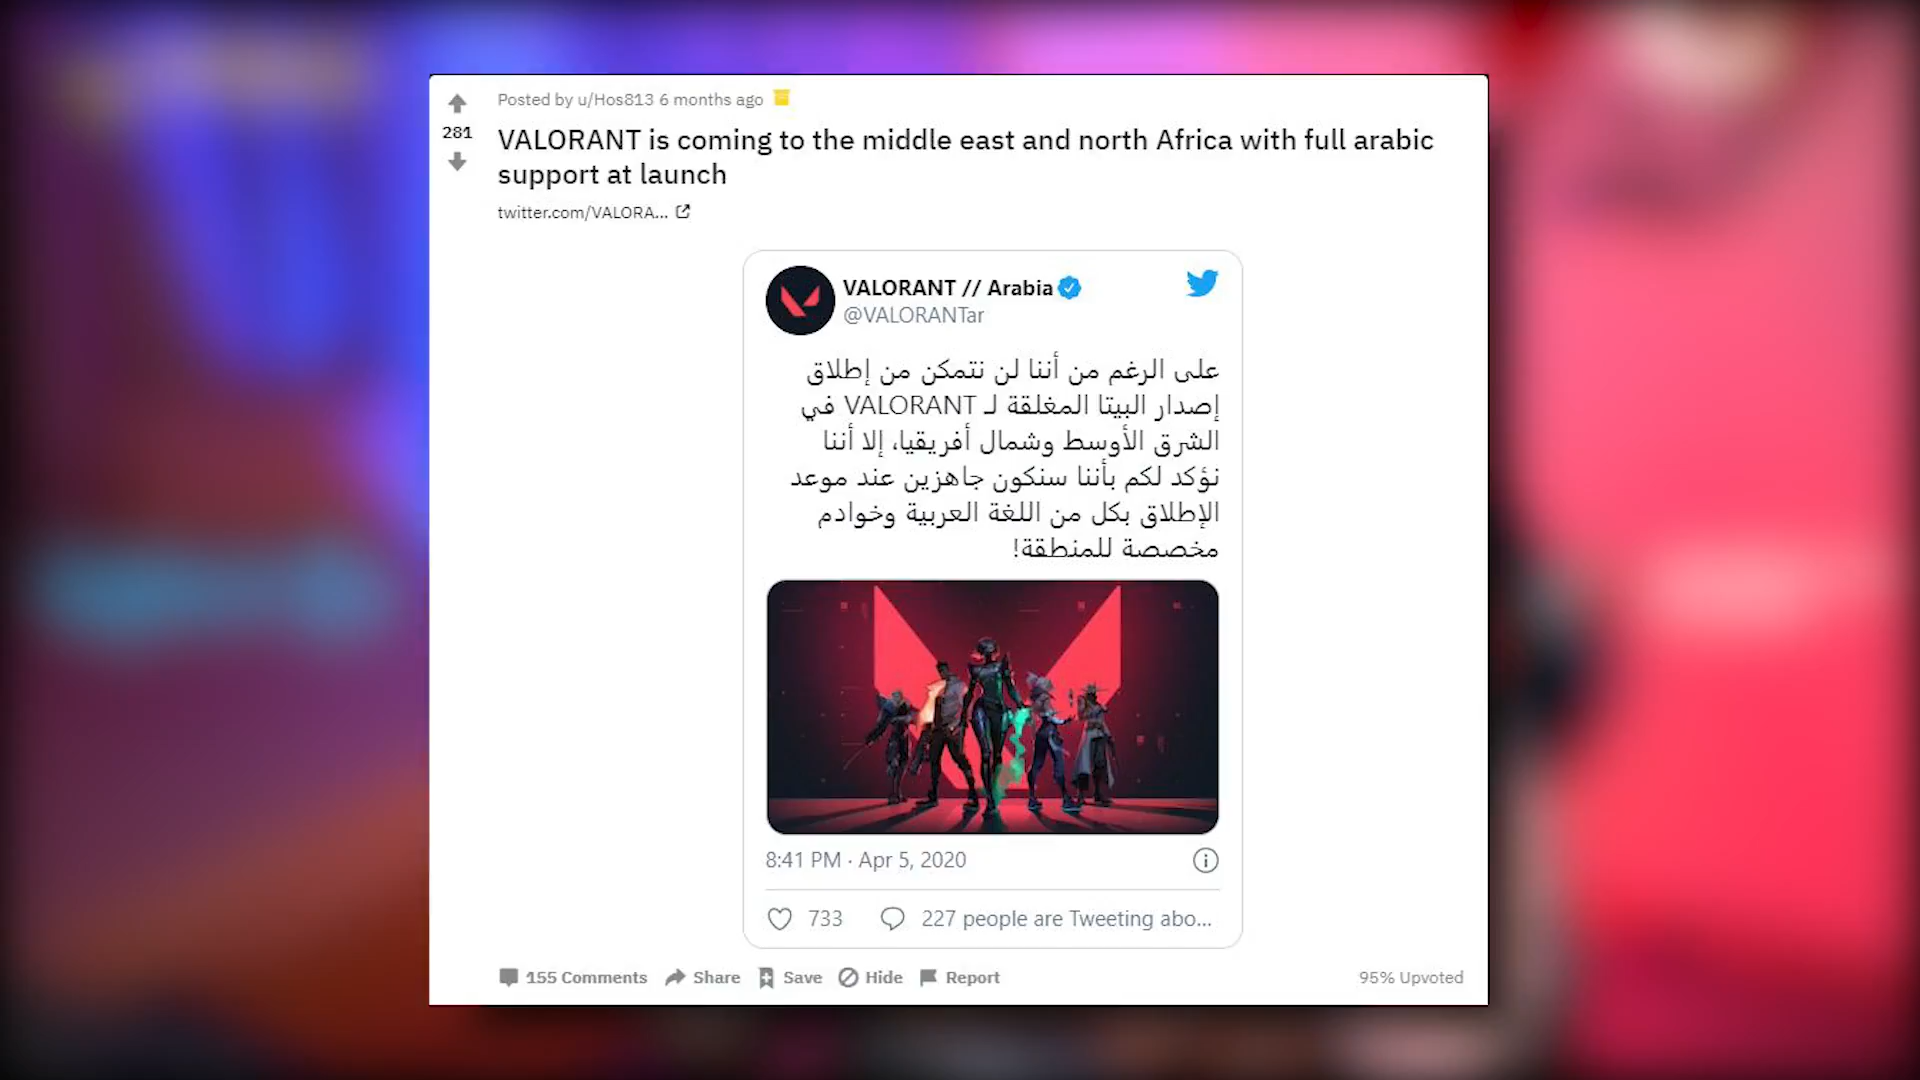 Posted by u/Hos813 6 months ago
281
VALORANT is coming to the middle east and north Africa with full arabic
support at launch
twitter.com/VALORA...
VALORANT // Arabia
@VALORANTar
على الرغم من أننا لن نتمكن من إطلاق
إصدار البيتا المغلقة لـ VALORANT في
الشرق الأوسط وشمال أفريقيا، إلا أننا
نؤكد لكم بأننا سنكون جاهزين عند موعد
الإطلاق بكل من اللغة العربية وخوادم
مخصصة للمنطقة!
8:41 PM · Apr 5, 2020
733 227 people are Tweeting abo...
155 Comments Share Save Hide Report 95% Upvoted